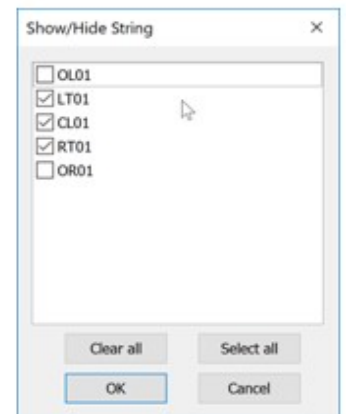 Show/Hide String
OL01
LT01
CL01
RT01
OR01
Clear all Select all
OK Cancel